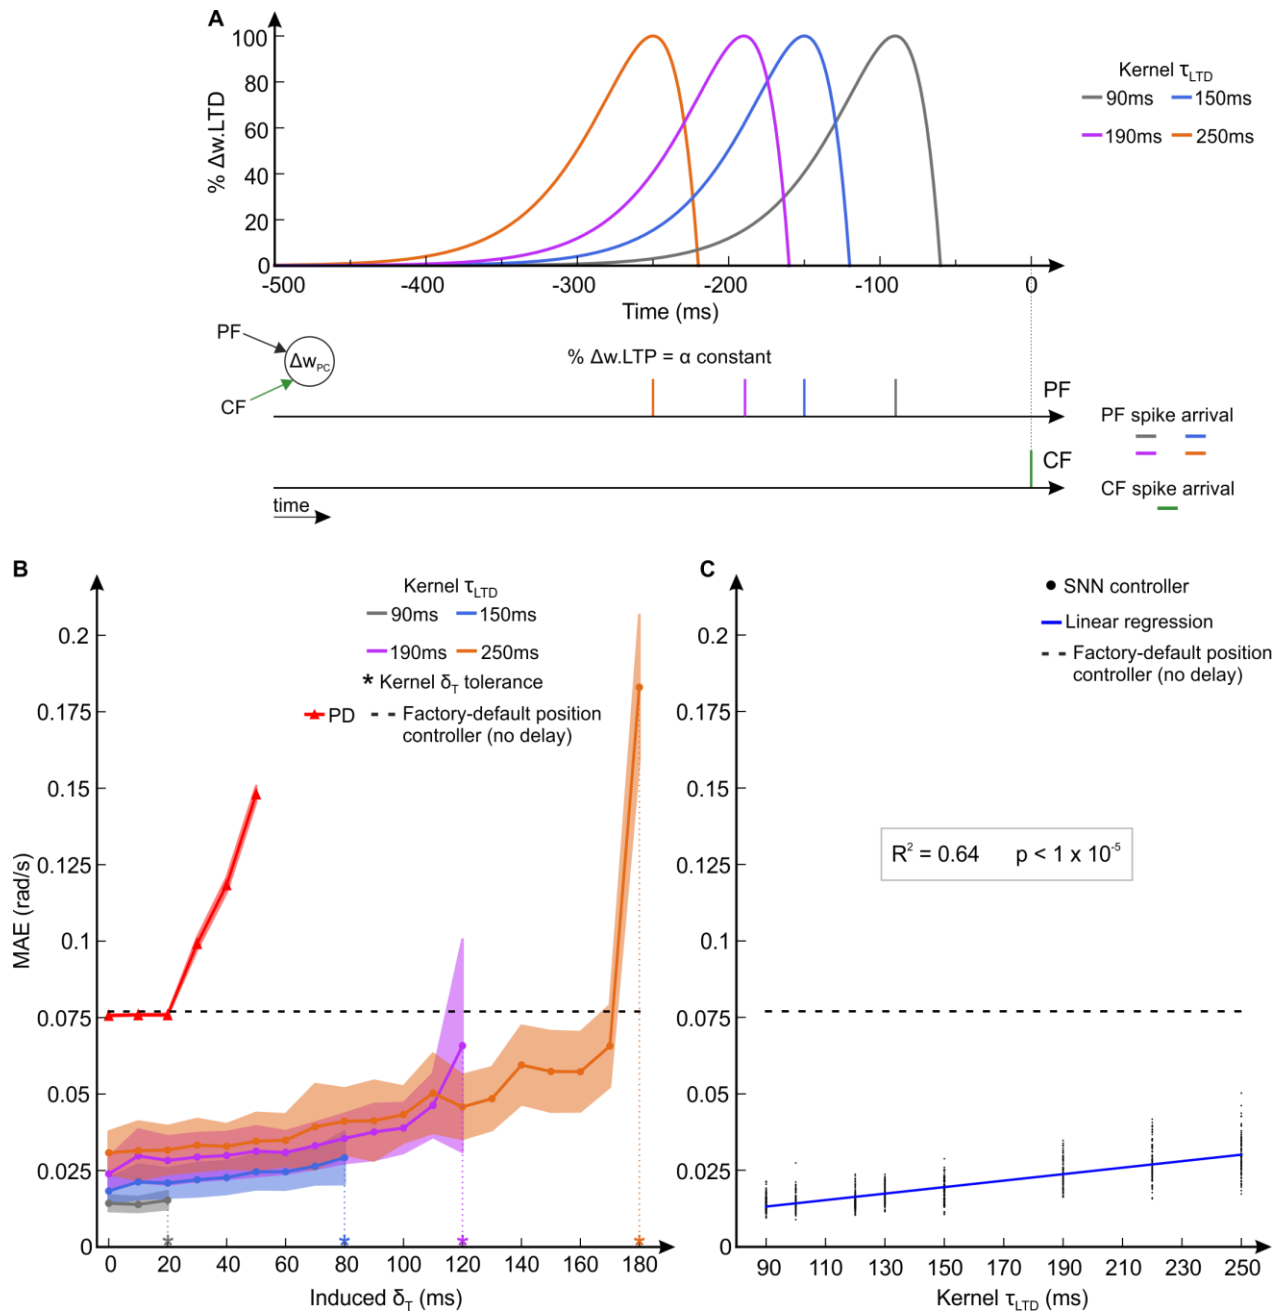 A
% Δw.LTD
100
80
60
40
20
0
-500
-400
-300
-200
-100
0
Time (ms)
Kernel τLTD
90ms
150ms
190ms
250ms
PF
CF
ΔwPC
% Δw.LTP = α constant
PF
CF
time
PF spike arrival
CF spike arrival
B
Kernel τLTD
90ms
150ms
190ms
250ms
* Kernel δT tolerance
PD
Factory-default position
controller (no delay)
MAE (rad/s)
0.2
0.175
0.15
0.125
0.1
0.075
0.05
0.025
0
0
20
40
60
80
100
120
140
160
180
Induced δT (ms)
C
SNN controller
Linear regression
Factory-default position
controller (no delay)
R² = 0.64 p < 1 x 10⁻⁵
0.2
0.175
0.15
0.125
0.1
0.075
0.05
0.025
0
90
110
130
150
170
190
210
230
250
Kernel τLTD (ms)